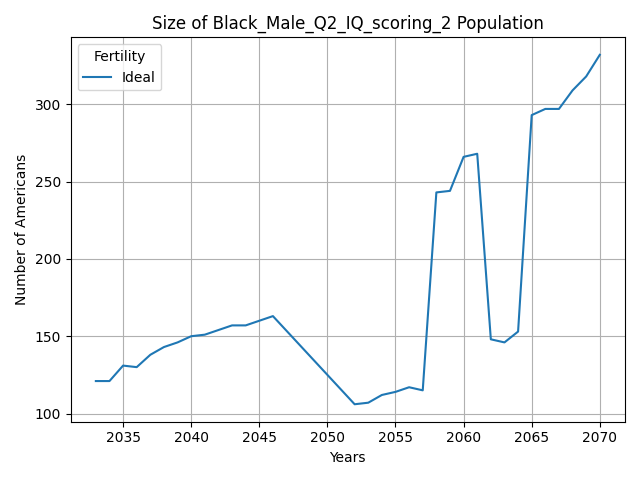 Size of Black_Male_Q2_IQ_scoring_2 Population
Fertility
Ideal
Number of Americans
300
250
200
150
100
2035 2040 2045 2050 2055 2060 2065 2070
Years